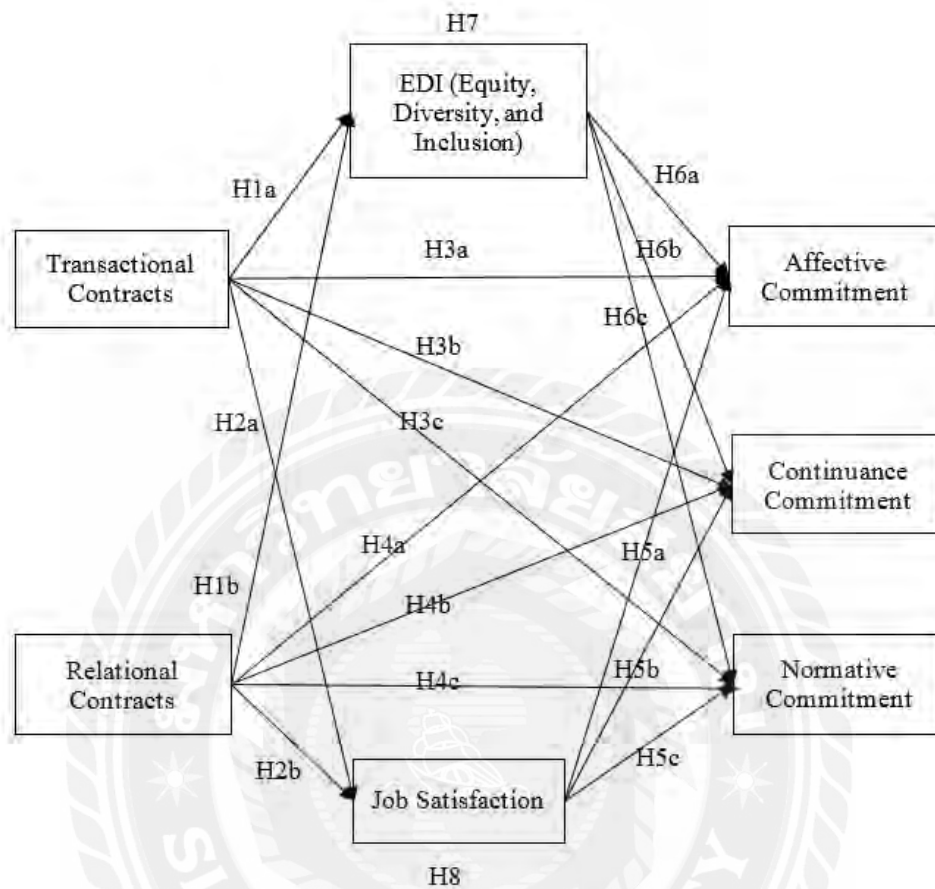 H7
EDI (Equity,
Diversity, and
Inclusion)
H1a
H6a
Transactional
Contracts
H3a
H6b
Affective
Commitment
H6c
H3b
H2a
H3c
Continuance
Commitment
H4a
H5a
H1b
H4b
Relational
Contracts
H4c
H5b
Normative
Commitment
H2b
H5c
Job Satisfaction
H8